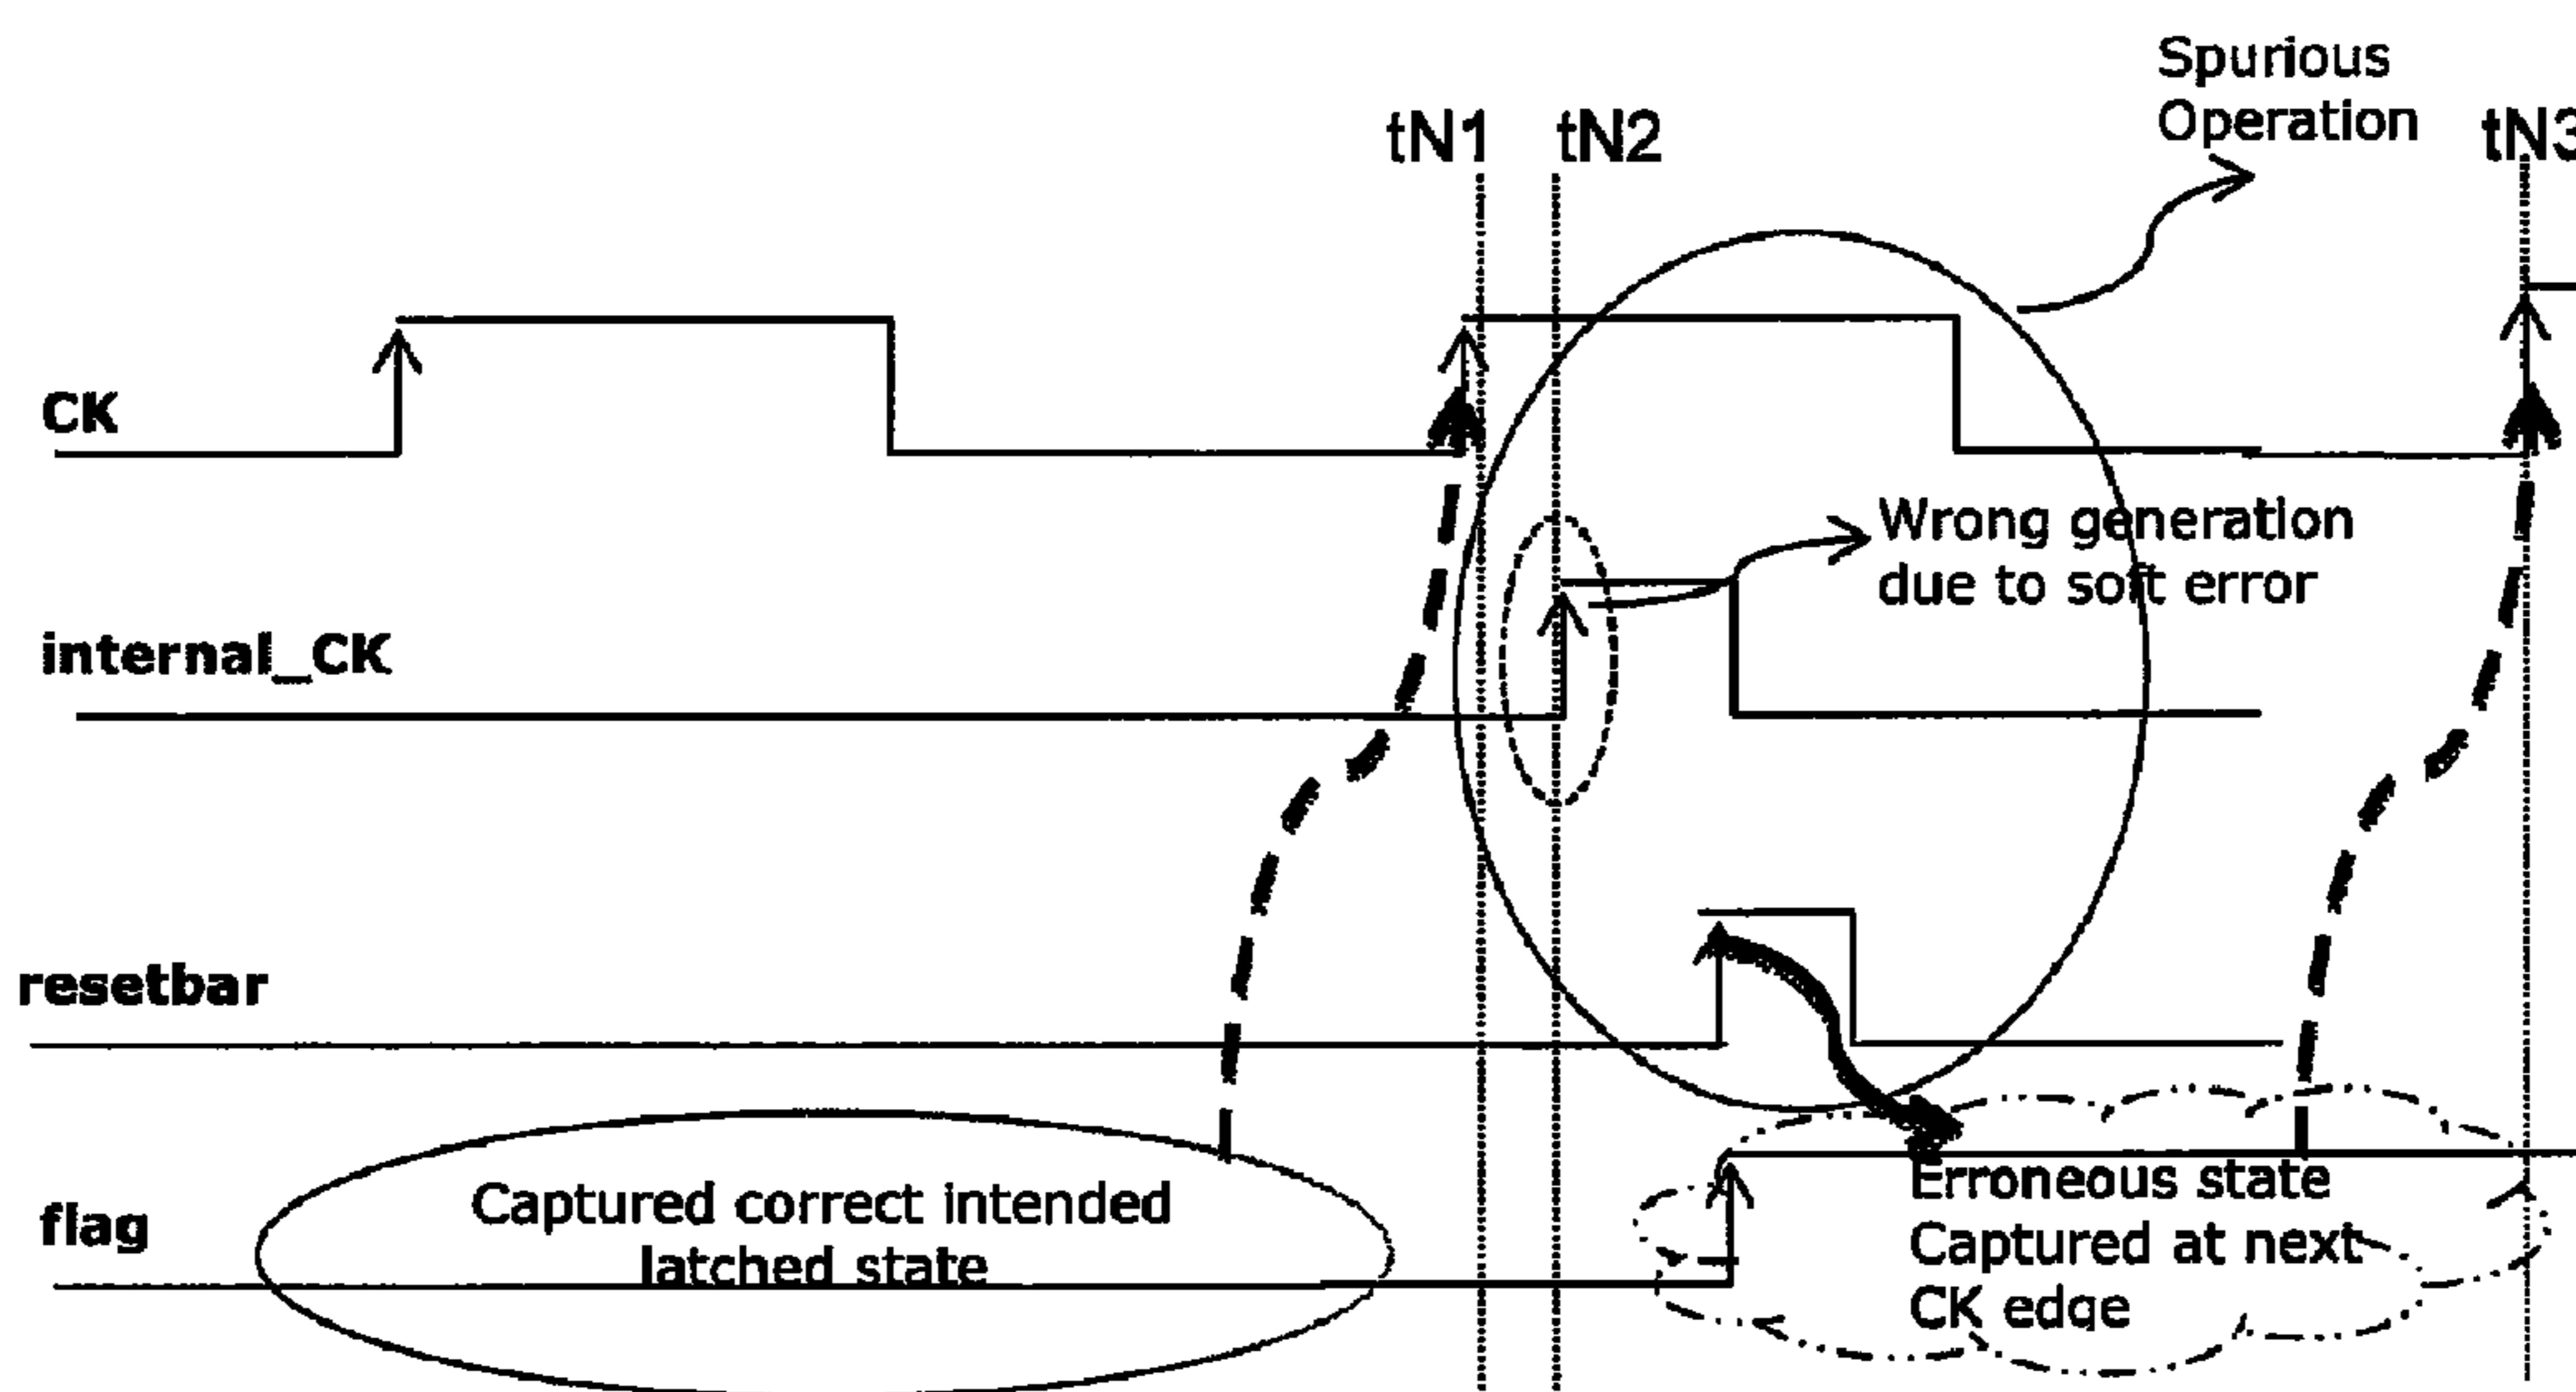 Spurious
Operation
tN1
tN2
tN3
CK
Wrong generation
due to soft error
internal_CK
resetbar
flag
Captured correct intended
latched state
Erroneous state
Captured at next
CK edge